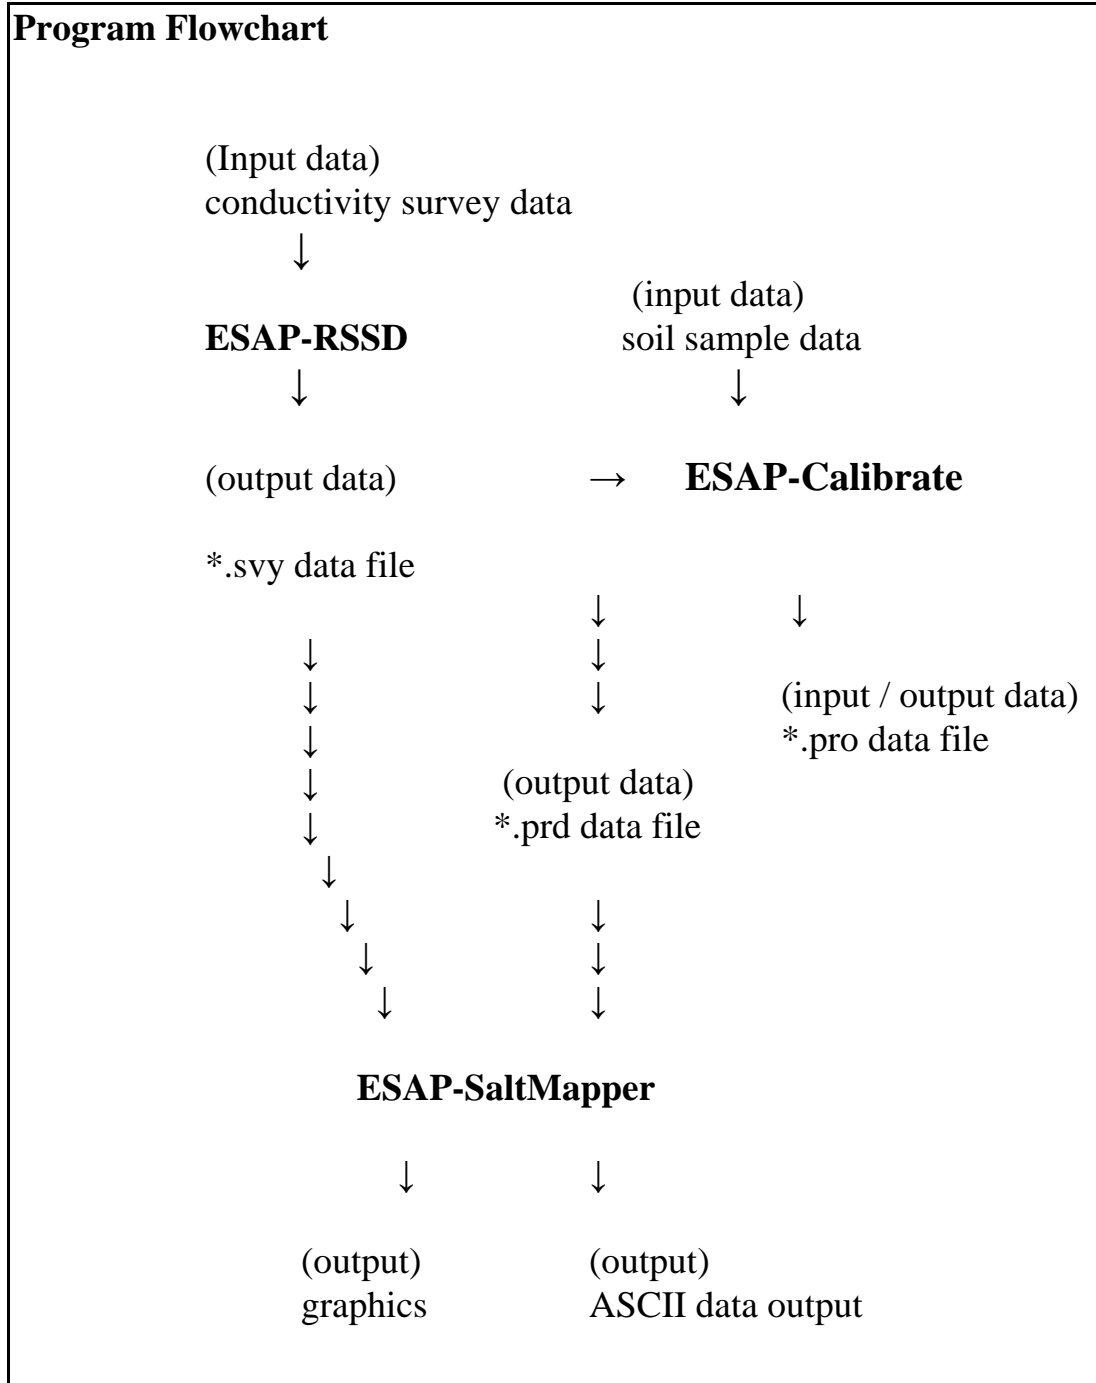 Program Flowchart
(Input data)
conductivity survey data
↓
(input data)
ESAP-RSSD soil sample data
↓ ↓
(output data) → ESAP-Calibrate
*.svy data file
↓ ↓
↓ ↓
↓ ↓ (input / output data)
↓ *.pro data file
↓ (output data)
↓ *.prd data file
↓
↓ ↓
↓ ↓
↓ ↓
ESAP-SaltMapper
↓ ↓
(output) (output)
graphics ASCII data output